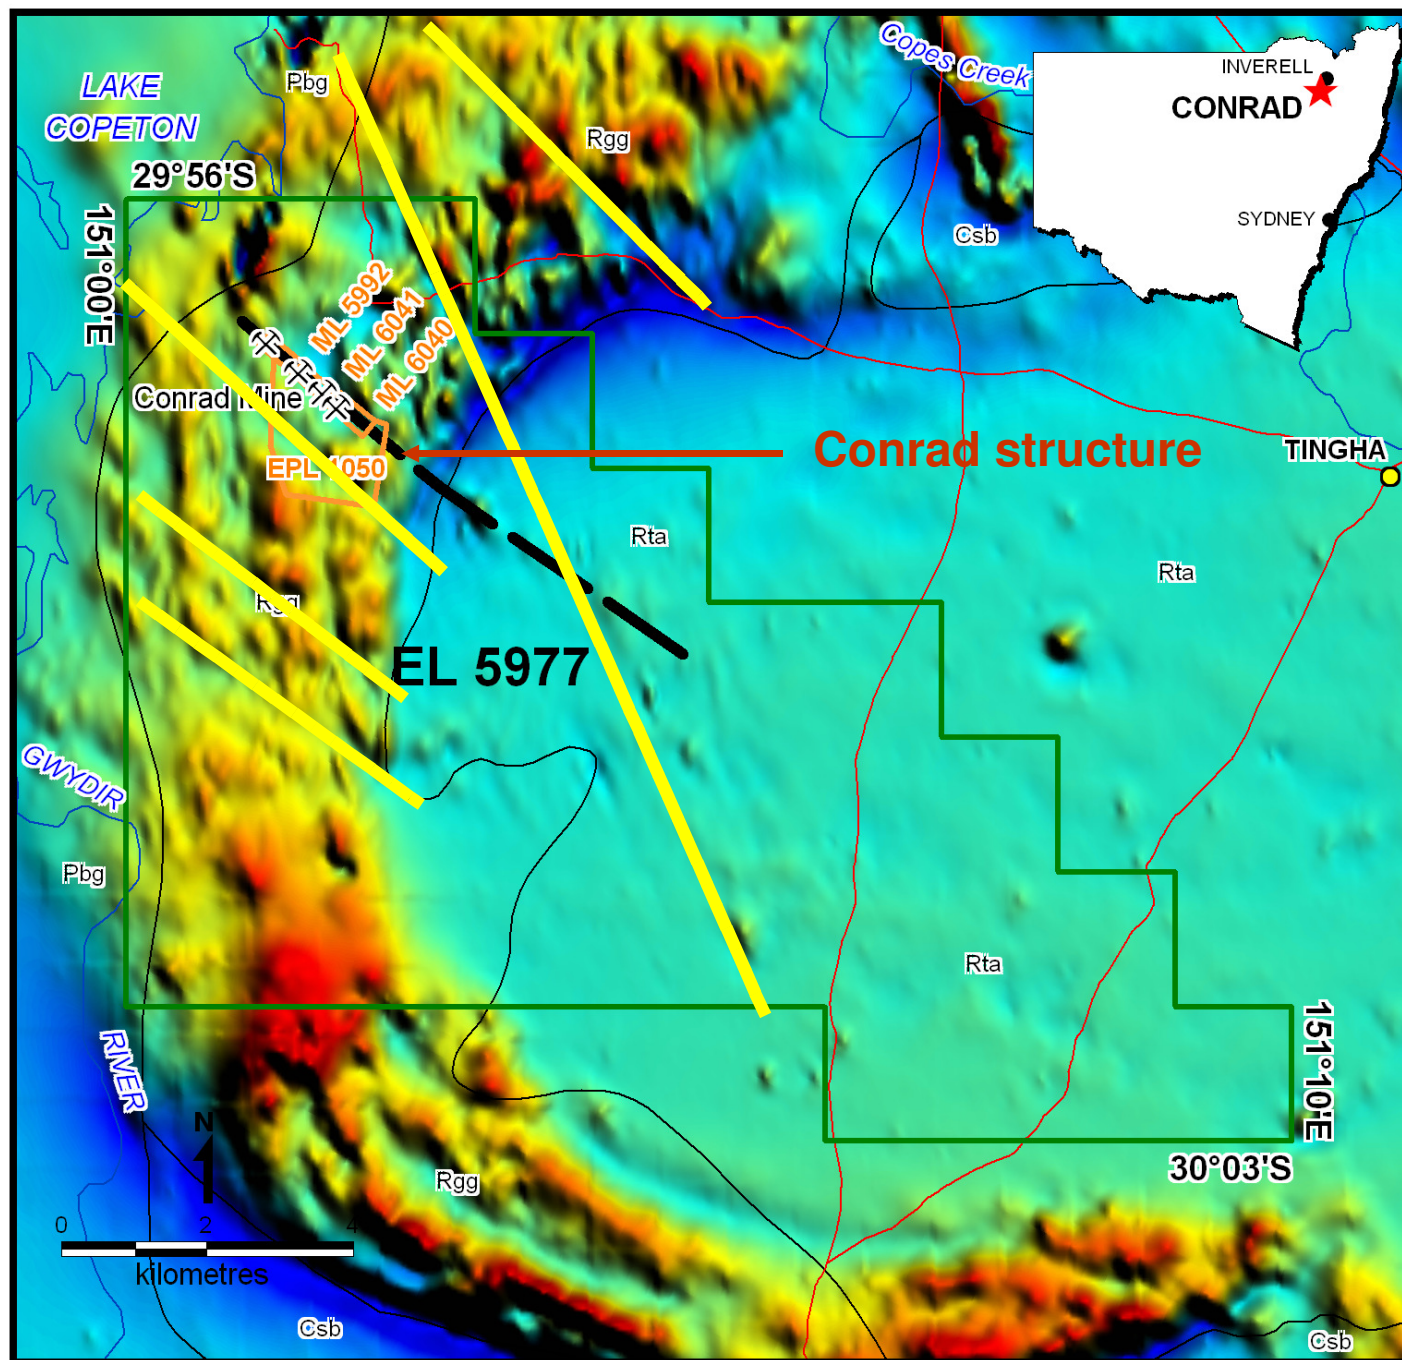 LAKE
COPETON
Pbg
Copes Creek
INVERELL
CONRAD
SYDNEY
Rgg
29°56'S
151°00'E
Csb
ML 5992
ML 6041
ML 6040
Conrad Mine
EPL 1050
Conrad structure
TINGHA
Rta
Rta
Rgg
EL 5977
GWYDIR
Pbg
Rta
RIVER
151°10'E
30°03'S
N
Rgg
0 2 4
kilometres
Csb
Csb